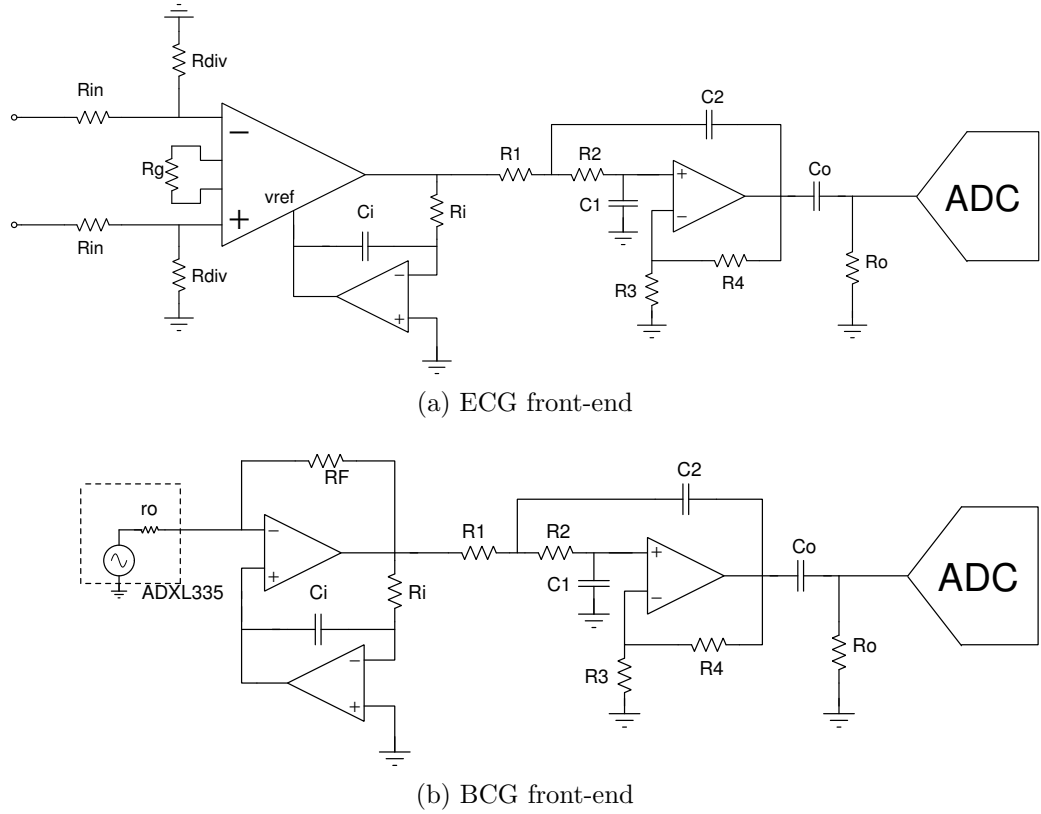 Rdiv
Rin
Rg
vref
Rin
Rdiv
Ci
Ri
R1
R2
C2
C1
R3
R4
Co
Ro
ADC
(a) ECG front-end
ro
ADXL335
RF
Ci
Ri
R1
R2
C2
C1
R3
R4
Co
Ro
ADC
(b) BCG front-end